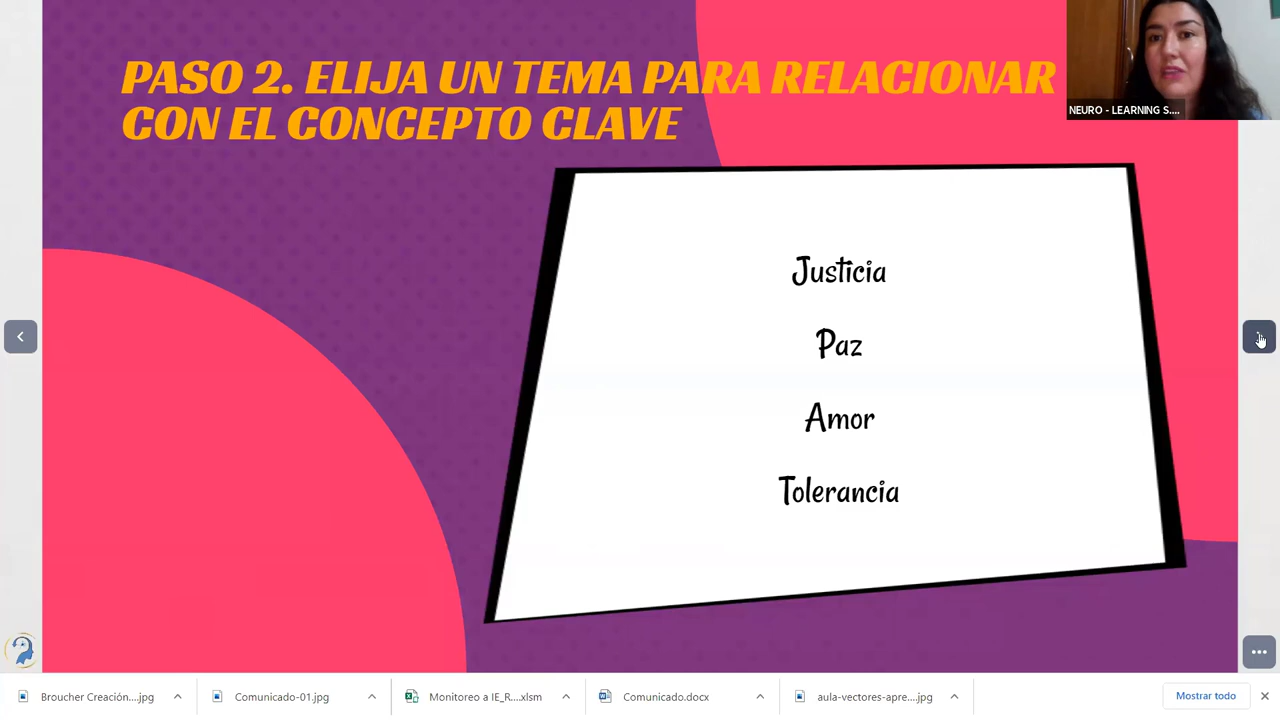 PASO 2. ELIJA UN TEMA PARA RELACIONAR
CON EL CONCEPTO CLAVE
NEURO - LEARNING S....
Justicia
Paz
Amor
Tolerancia
Broucher Creación....jpg
Comunicado-01.jpg
Monitoreo a IE_R....xlsm
Comunicado.docx
aula-vectores-apre....jpg
Mostrar todo